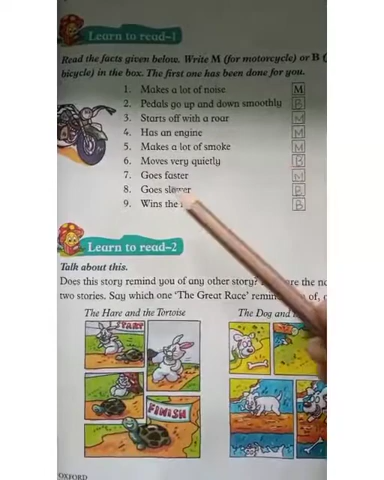 Learn to read-1
Read the facts given below. Write M (for motorcycle) or B (
bicycle) in the box. The first one has been done for you.
1. Makes a lot of noise M
2. Pedals go up and down smoothly B
3. Starts off with a roar M
4. Has an engine M
5. Makes a lot of smoke M
6. Moves very quietly B
7. Goes faster M
8. Goes slower B
9. Wins the B
Learn to read-2
Talk about this.
Does this story remind you of any other story? are the
two stories. Say which one 'The Great Race' of,
The Hare and the Tortoise The Dog and
START
FINISH
OXFORD